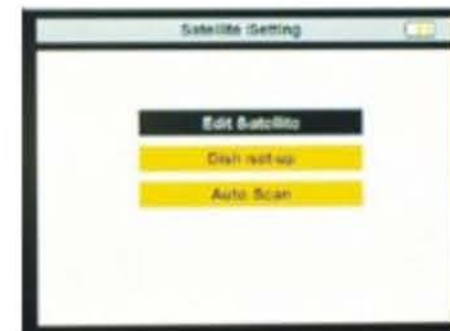 Satellite Setting
Edit Satellite
Dish set up
Auto Scan